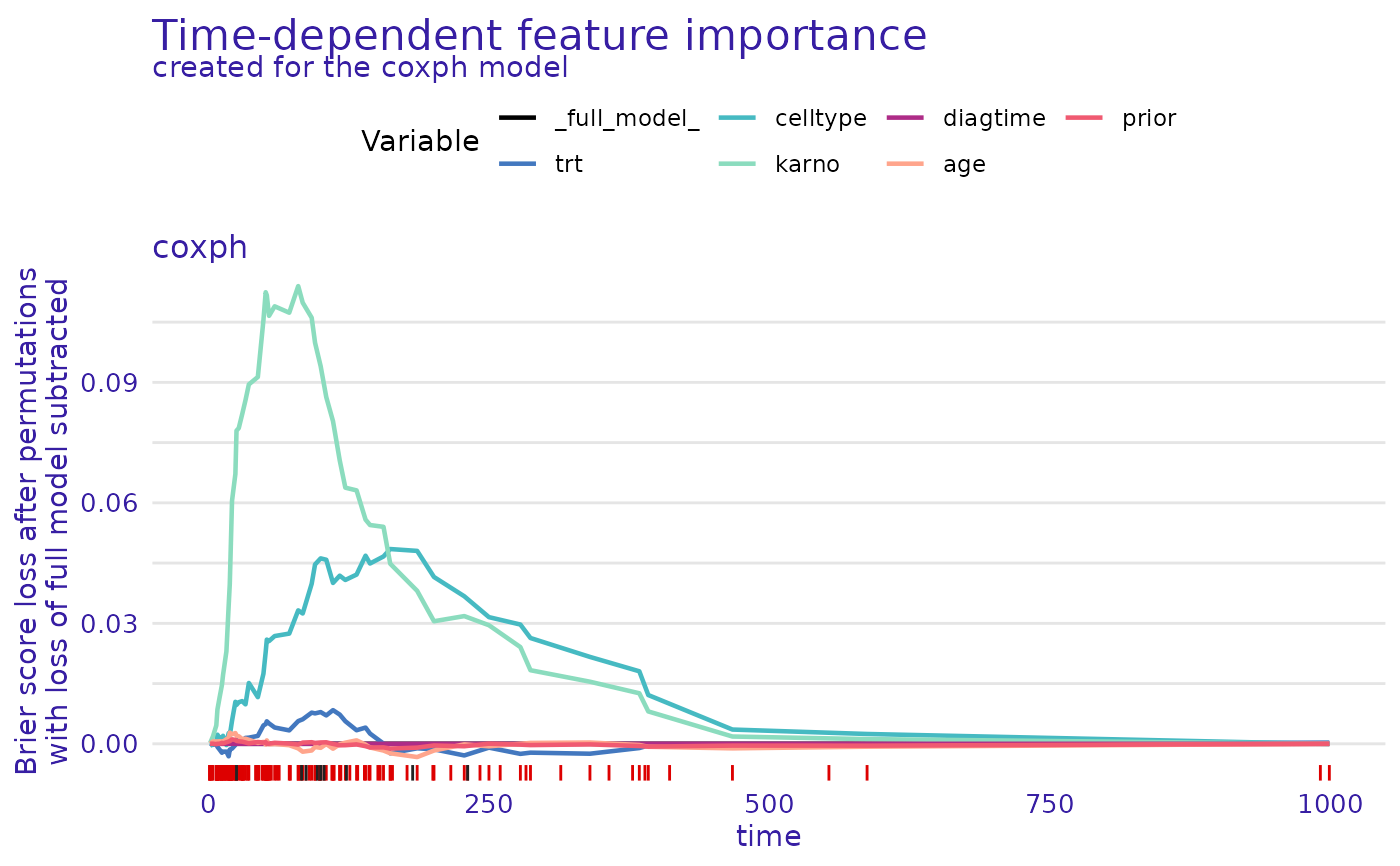 Time-dependent feature importance
created for the coxph model
Variable
_full_model_ celltype diagtime prior
trt karno age
coxph
Brier score loss after permutations
with loss of full model subtracted
0.09
0.06
0.03
0.00
0 250 500 750 1000
time